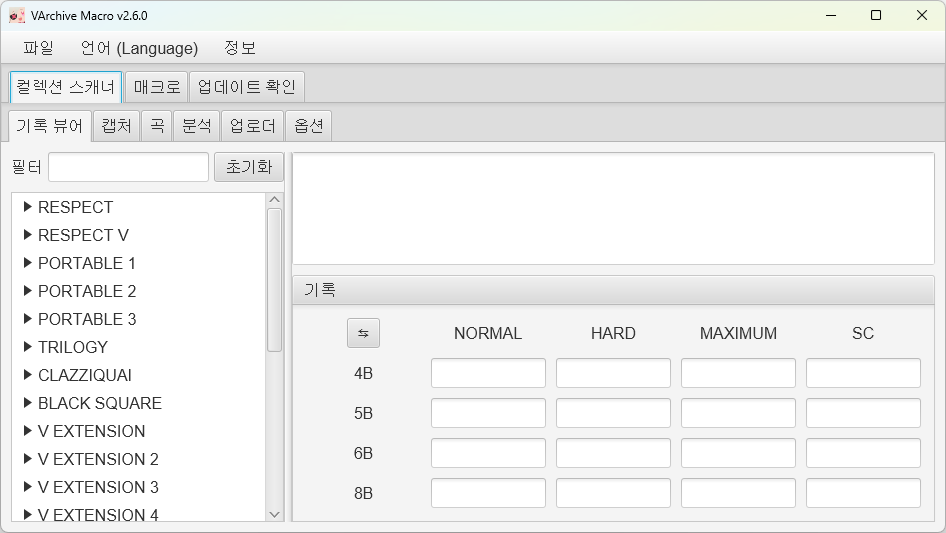 VArchive Macro v2.6.0
파일 언어 (Language) 정보
컬렉션 스캐너 매크로 업데이트 확인
기록 뷰어 캡처 곡 분석 업로더 옵션
필터 초기화
RESPECT
RESPECT V
PORTABLE 1
PORTABLE 2
PORTABLE 3
TRILOGY
CLAZZIQUAI
BLACK SQUARE
V EXTENSION
V EXTENSION 2
V EXTENSION 3
V EXTENSION 4
기록
⇆ NORMAL HARD MAXIMUM SC
4B
5B
6B
8B